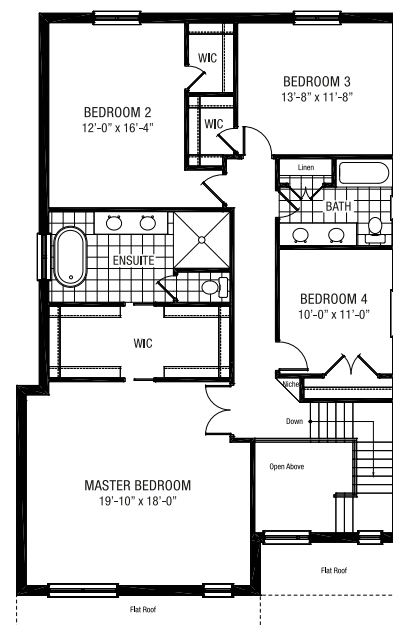 WIC
BEDROOM 3
13'-8" x 11'-8"
BEDROOM 2
12'-0" x 16'-4"
WIC
Linen
BATH
ENSUITE
BEDROOM 4
10'-0" x 11'-0"
WIC
Niche
Down
Open Above
MASTER BEDROOM
19'-10" x 18'-0"
Flat Roof
Flat Roof